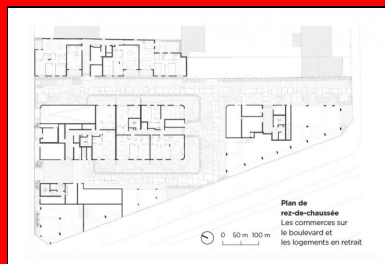 Plan de
rez-de-chaussée
Les commerces sur
le boulevard et
les logements en retrait
0 50 m 100 m